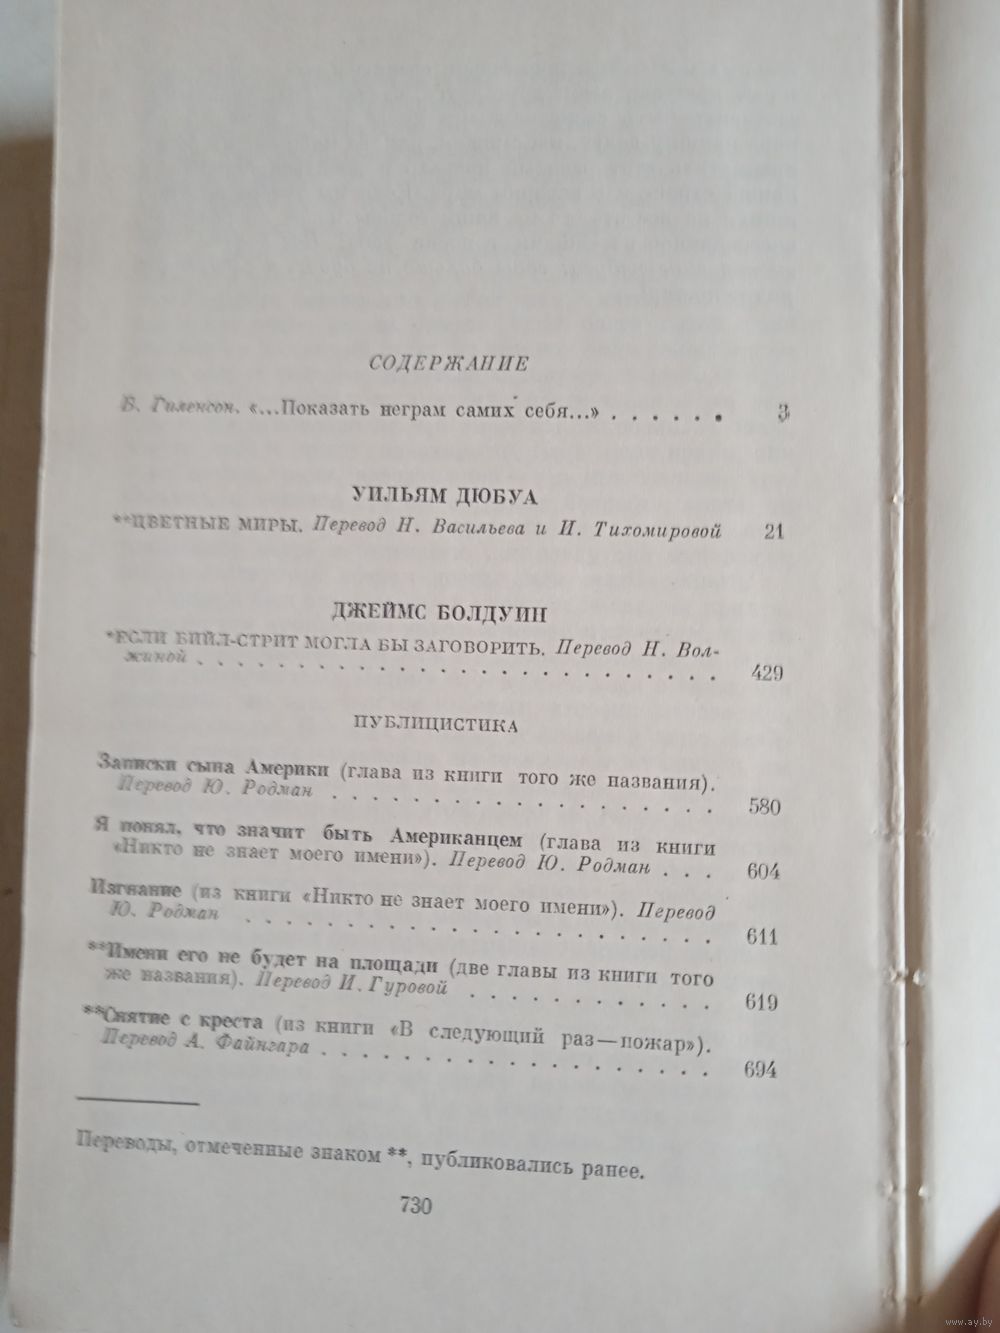 СОДЕРЖАНИЕ
Б. Гиленсон. «...Показать неграм самих себя...» . . . . . . 3
УИЛЬЯМ ДЮБУА
**ЦВЕТНЫЕ МИРЫ. Перевод Н. Васильева и И. Тихомировой 21
ДЖЕЙМС БОЛДУИН
*ЕСЛИ БИЙЛ-СТРИТ МОГЛА БЫ ЗАГОВОРИТЬ. Перевод Н. Вол-
жиной . . . . . . . . . . . . . . . . . . . . . 429
ПУБЛИЦИСТИКА
Записки сына Америки (глава из книги того же названия).
Перевод Ю. Родман . . . . . . . . . . . . . . . . . 580
Я понял, что значит быть Американцем (глава из книги
«Никто не знает моего имени»). Перевод Ю. Родман . . . 604
Изгнание (из книги «Никто не знает моего имени»). Перевод
Ю. Родман . . . . . . . . . . . . . . . . . . . 611
**Имени его не будет на площади (две главы из книги того
же названия). Перевод И. Гуровой . . . . . . . . . . . 619
**Снятие с креста (из книги «В следующий раз — пожар»).
Перевод А. Файнгара . . . . . . . . . . . . . . . . . 694
Переводы, отмеченные знаком **, публиковались ранее.
730
www.ay.by